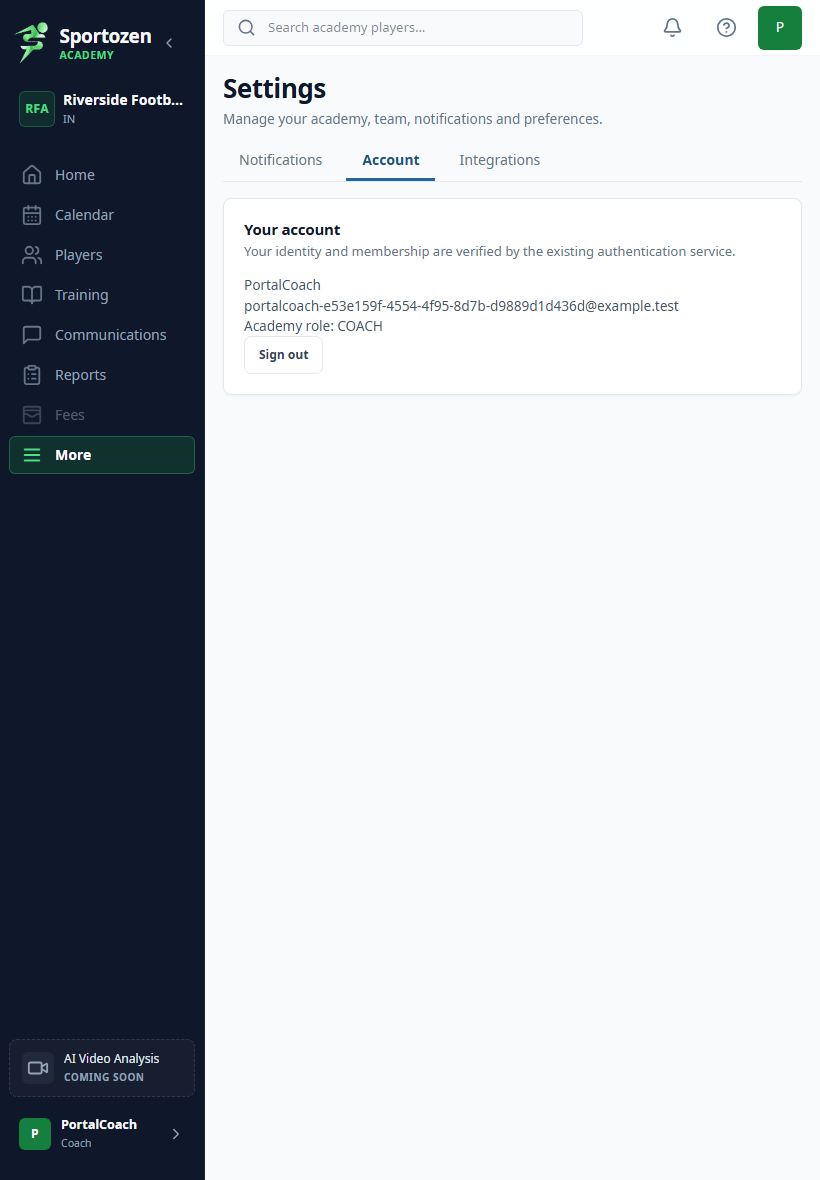 Sportozen
ACADEMY
RFA
Riverside Footb...
IN
Home
Calendar
Players
Training
Communications
Reports
Fees
More
AI Video Analysis
COMING SOON
P
PortalCoach
Coach
Search academy players...
P
Settings
Manage your academy, team, notifications and preferences.
Notifications Account Integrations
Your account
Your identity and membership are verified by the existing authentication service.
PortalCoach
portalcoach-e53e159f-4554-4f95-8d7b-d9889d1d436d@example.test
Academy role: COACH
Sign out